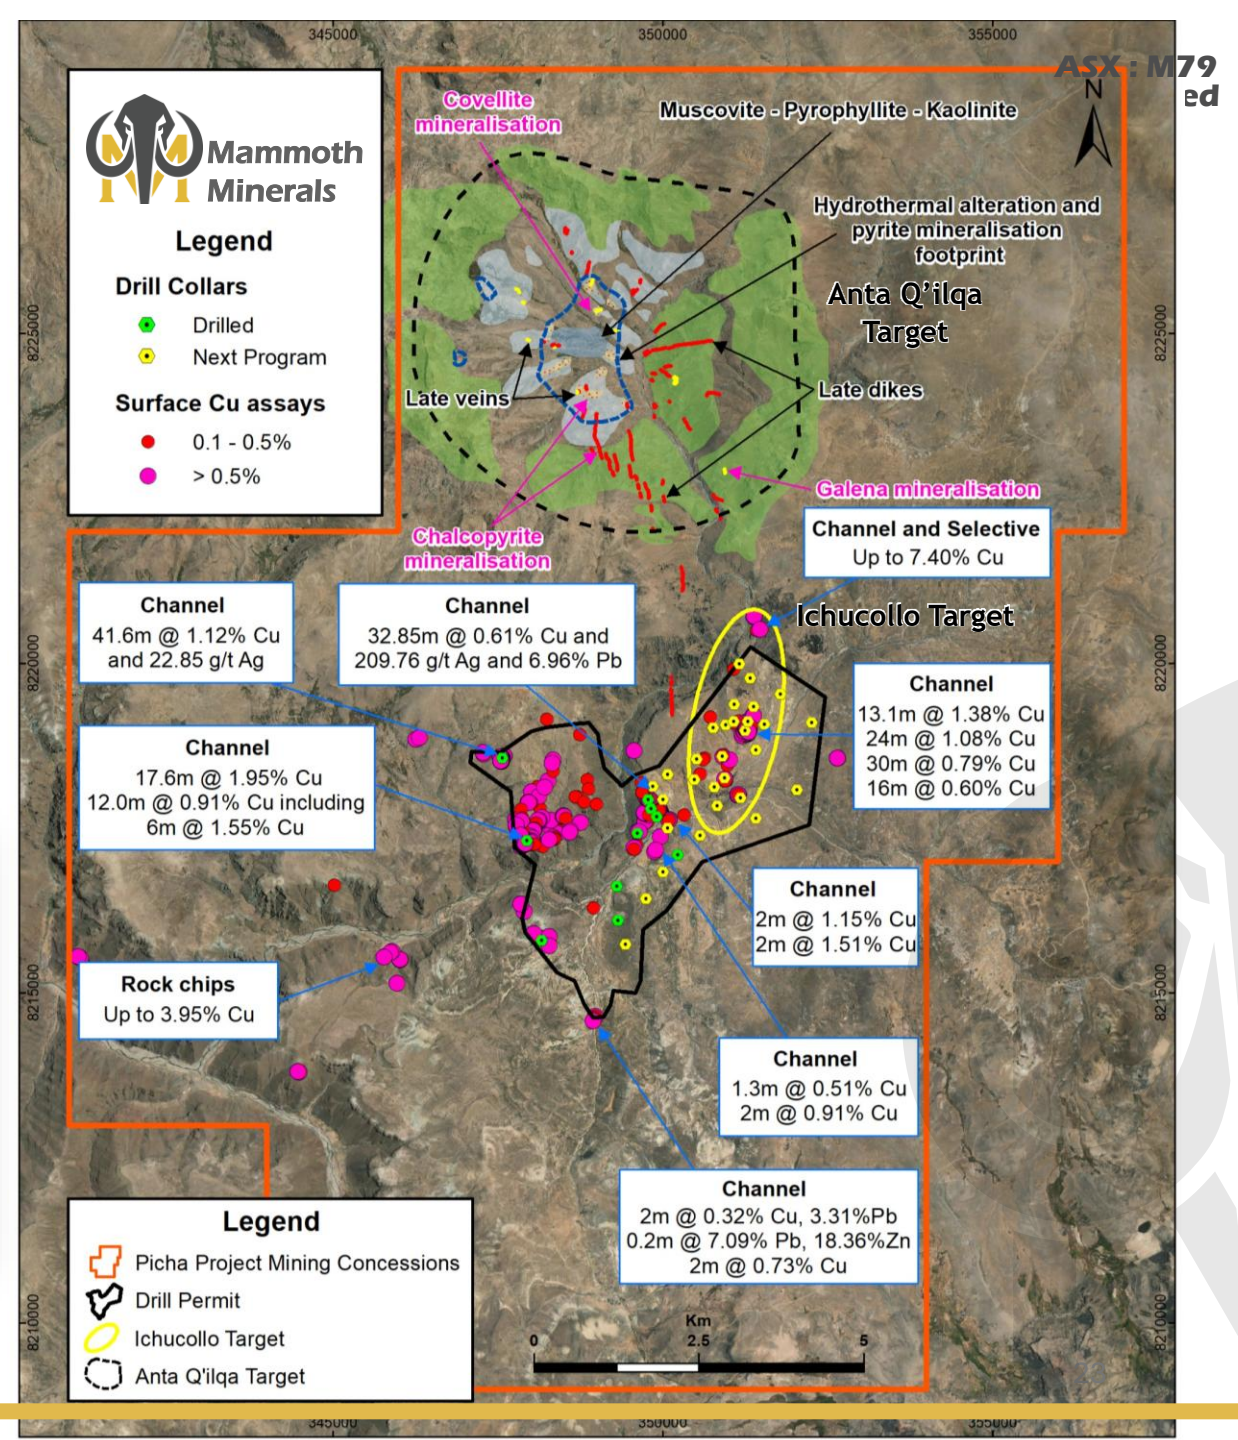 345000
350000
355000
ASX : M79
ed
N
Mammoth
Minerals
Legend
Drill Collars
Drilled
Next Program
Surface Cu assays
0.1 - 0.5%
> 0.5%
Covellite
mineralisation
Muscovite - Pyrophyllite - Kaolinite
Hydrothermal alteration and
pyrite mineralisation
footprint
Anta Q'ilqa
Target
8225000
8225000
Late veins
Late dikes
Galena mineralisation
Chalcopyrite
mineralisation
Channel and Selective
Up to 7.40% Cu
Channel
41.6m @ 1.12% Cu
and 22.85 g/t Ag
Channel
32.85m @ 0.61% Cu and
209.76 g/t Ag and 6.96% Pb
Ichucollo Target
8220000
8220000
Channel
13.1m @ 1.38% Cu
24m @ 1.08% Cu
30m @ 0.79% Cu
16m @ 0.60% Cu
Channel
17.6m @ 1.95% Cu
12.0m @ 0.91% Cu including
6m @ 1.55% Cu
Channel
2m @ 1.15% Cu
2m @ 1.51% Cu
Rock chips
Up to 3.95% Cu
8215000
8215000
Channel
1.3m @ 0.51% Cu
2m @ 0.91% Cu
Channel
2m @ 0.32% Cu, 3.31%Pb
0.2m @ 7.09% Pb, 18.36%Zn
2m @ 0.73% Cu
Legend
Picha Project Mining Concessions
Drill Permit
Ichucollo Target
Anta Q'ilqa Target
Km
0
2.5
5
8210000
8210000
345000
350000
355000